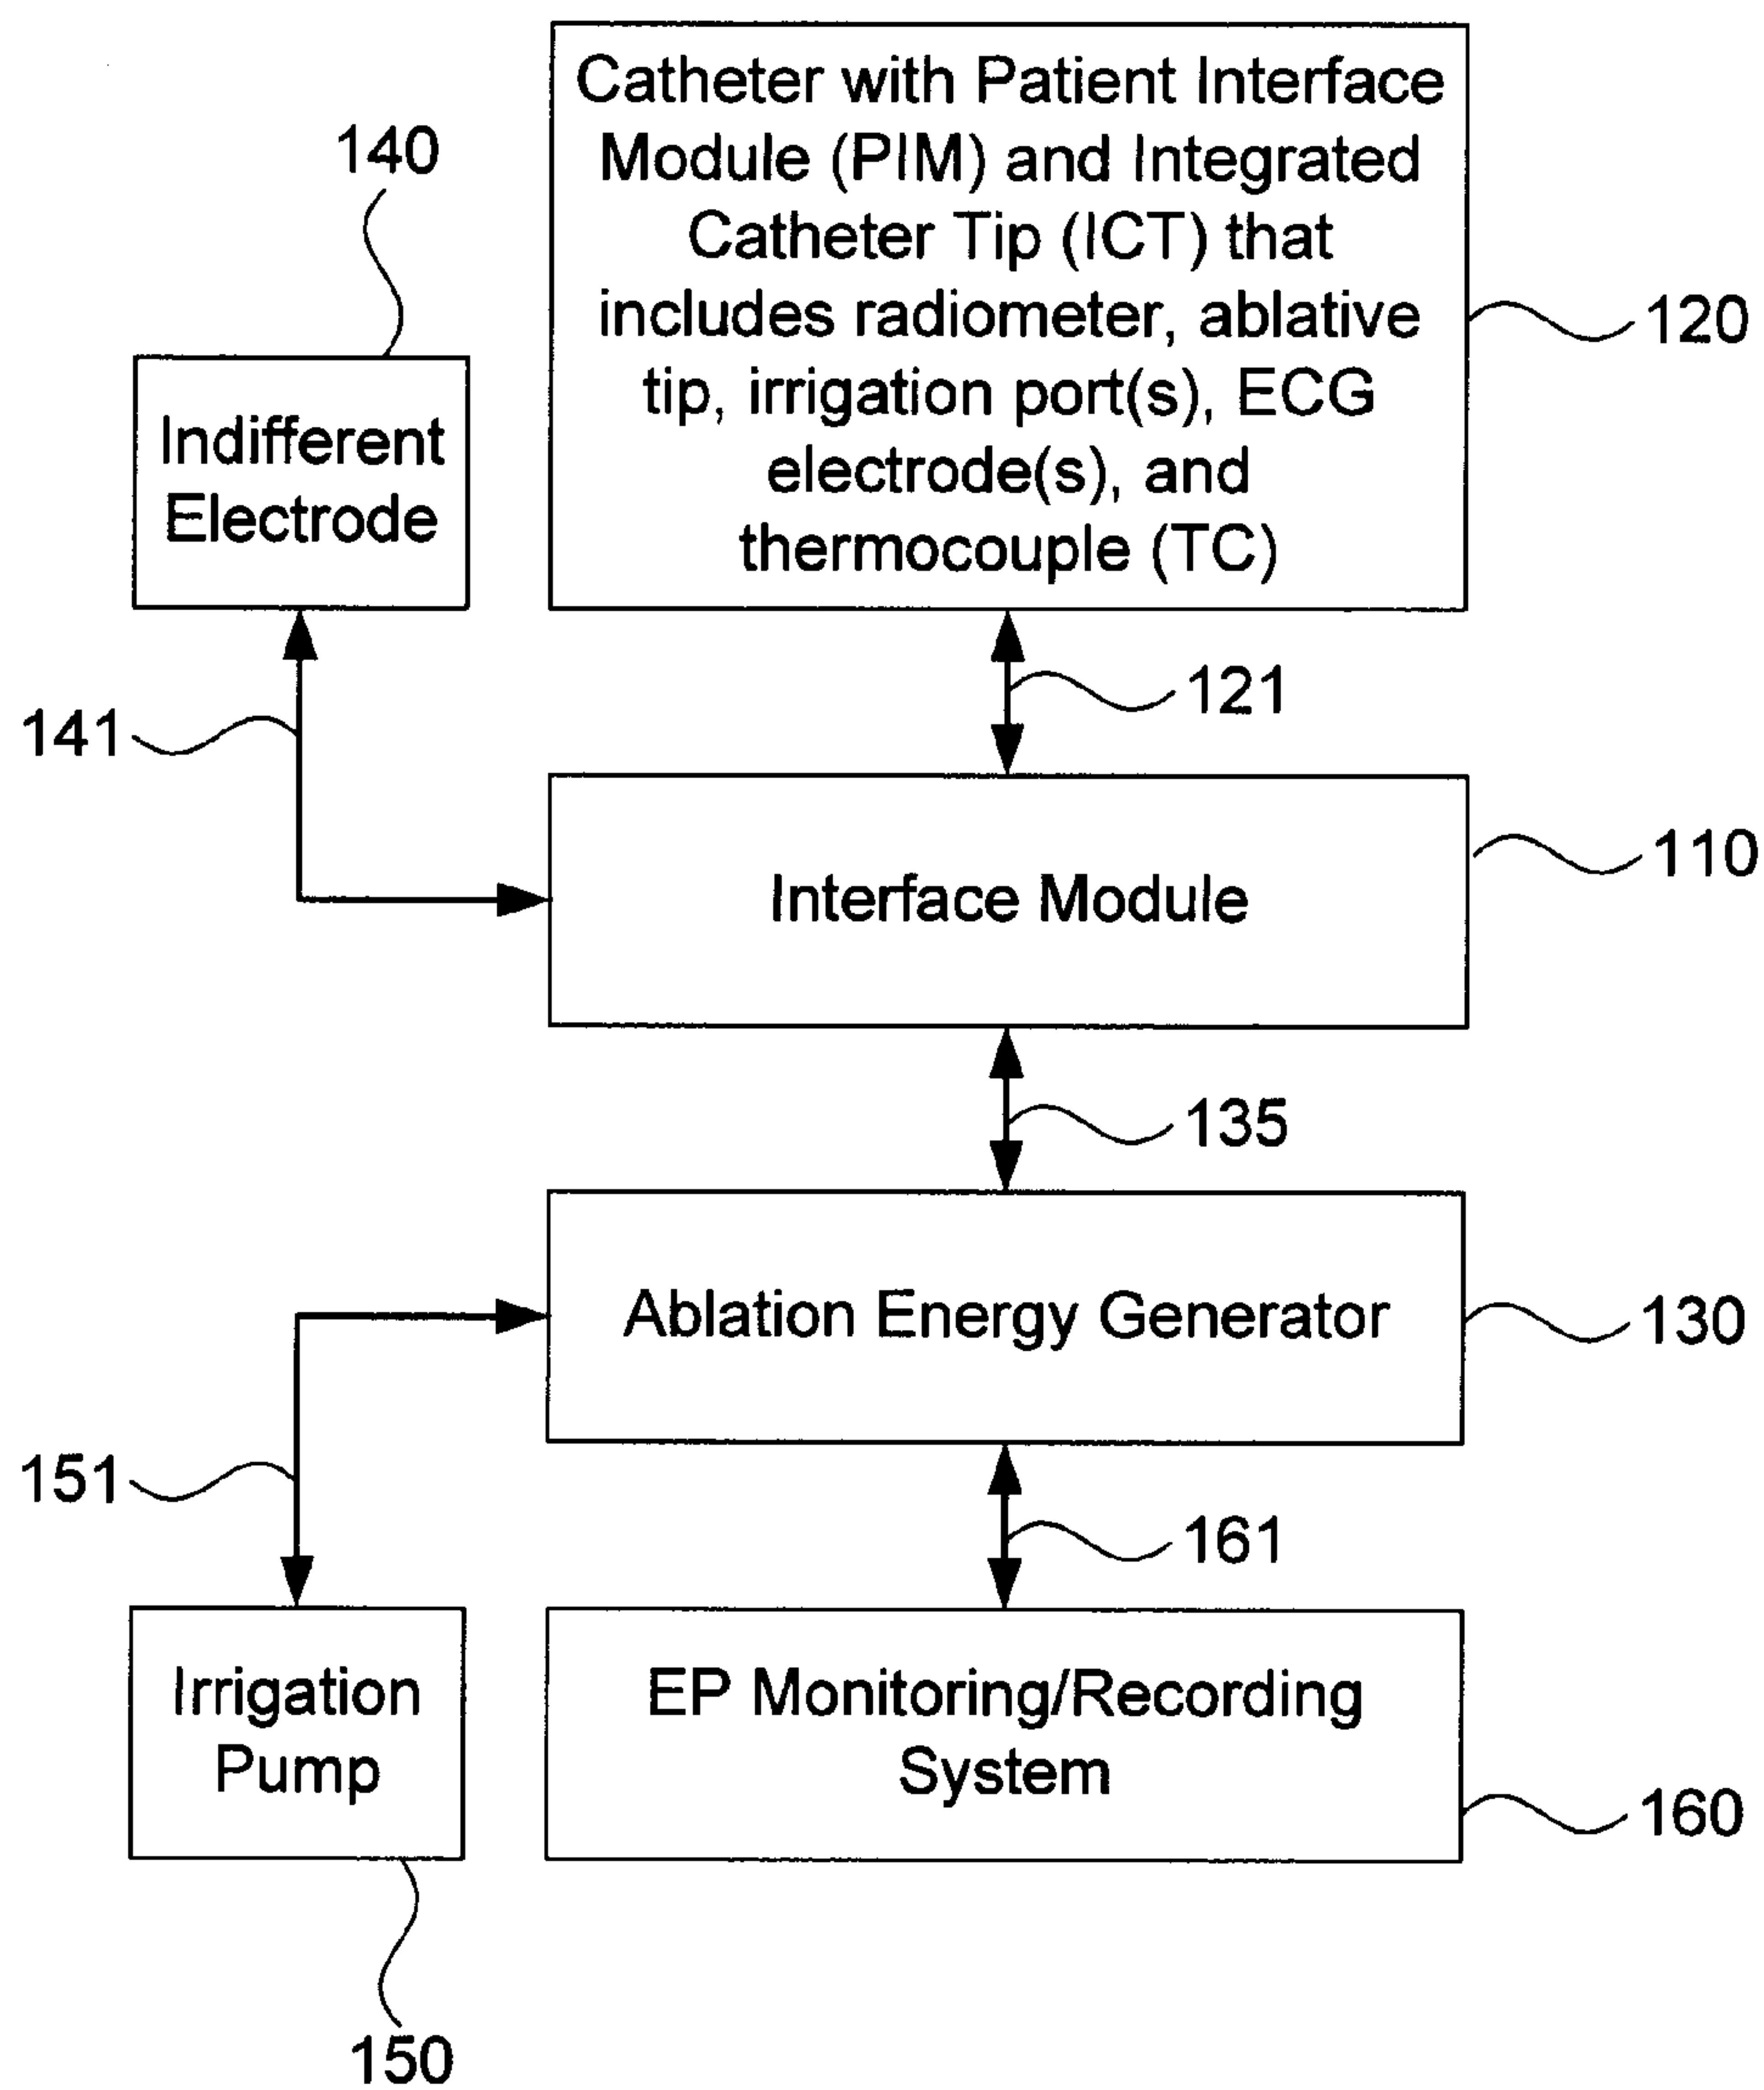 Catheter with Patient Interface
Module (PIM) and Integrated
Catheter Tip (ICT) that
includes radiometer, ablative
tip, irrigation port(s), ECG
electrode(s), and
thermocouple (TC)
120
140
Indifferent
Electrode
121
141
Interface Module
110
135
Ablation Energy Generator
130
151
161
Irrigation
Pump
EP Monitoring/Recording
System
160
150